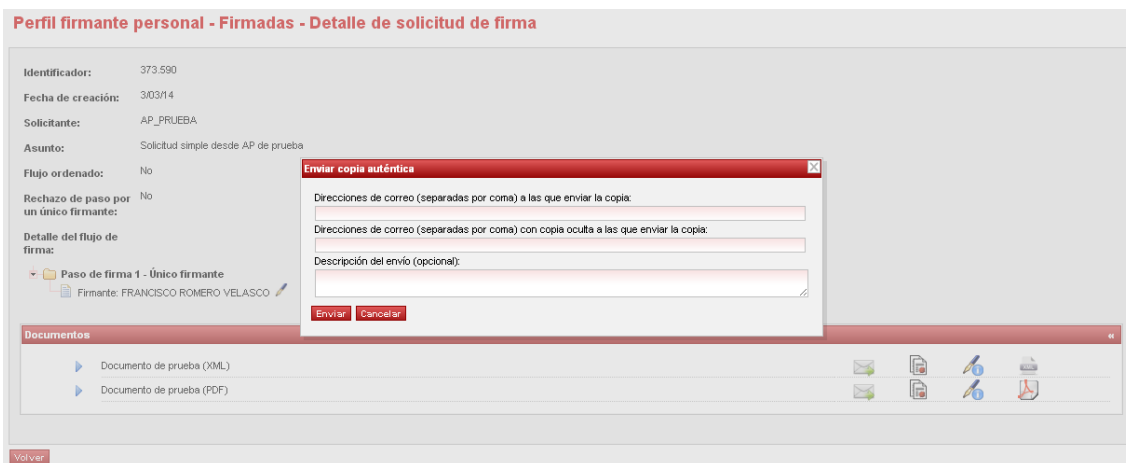 Perfil firmante personal - Firmadas - Detalle de solicitud de firma
Identificador: 373.590
Fecha de creación: 3/03/14
Solicitante: AP_PRUEBA
Asunto: Solicitud simple desde AP de prueba
Flujo ordenado: No
Rechazo de paso por No
un único firmante:
Detalle del flujo de
firma:
Paso de firma 1 - Único firmante
Firmante: FRANCISCO ROMERO VELASCO
Enviar copia auténtica
Direcciones de correo (separadas por coma) a las que enviar la copia:
Direcciones de correo (separadas por coma) con copia oculta a las que enviar la copia:
Descripción del envío (opcional):
Enviar Cancelar
Documentos
Documento de prueba (XML)
Documento de prueba (PDF)
Volver